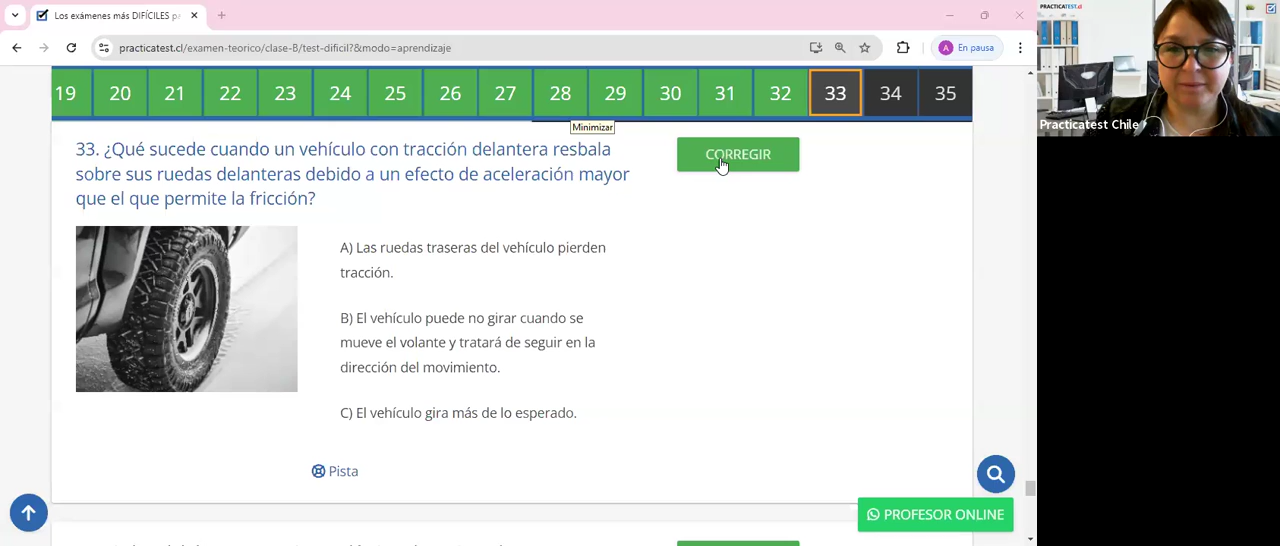 Los exámenes más DIFÍCILES pa
PRACTICATEST.cl
practicatest.cl/examen-teorico/clase-B/test-dificil?&modo=aprendizaje
A
En pausa
19 20 21 22 23 24 25 26 27 28 29 30 31 32 33 34 35
Minimizar
Practicatest Chile
33. ¿Qué sucede cuando un vehículo con tracción delantera resbala
sobre sus ruedas delanteras debido a un efecto de aceleración mayor
que el que permite la fricción?
CORREGIR
A) Las ruedas traseras del vehículo pierden
tracción.
B) El vehículo puede no girar cuando se
mueve el volante y tratará de seguir en la
dirección del movimiento.
C) El vehículo gira más de lo esperado.
Pista
PROFESOR ONLINE